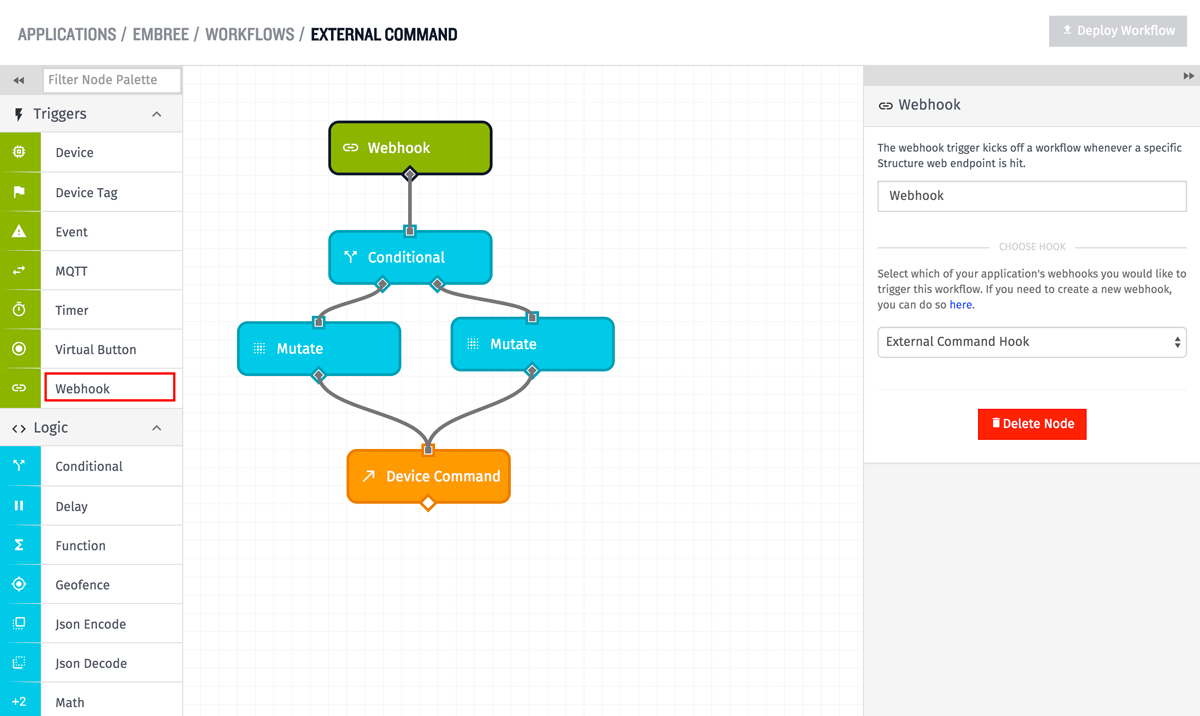 APPLICATIONS / EMBREE / WORKFLOWS / EXTERNAL COMMAND
Deploy Workflow
Filter Node Palette
Triggers
Device
Device Tag
Event
MQTT
Timer
Virtual Button
Webhook
Logic
Conditional
Delay
Function
Geofence
Json Encode
Json Decode
+2 Math
Webhook
Conditional
Mutate
Mutate
Device Command
Webhook
The webhook trigger kicks off a workflow whenever a specific
Structure web endpoint is hit.
Webhook
CHOOSE HOOK
Select which of your application's webhooks you would like to
trigger this workflow. If you need to create a new webhook,
you can do so here.
External Command Hook
Delete Node